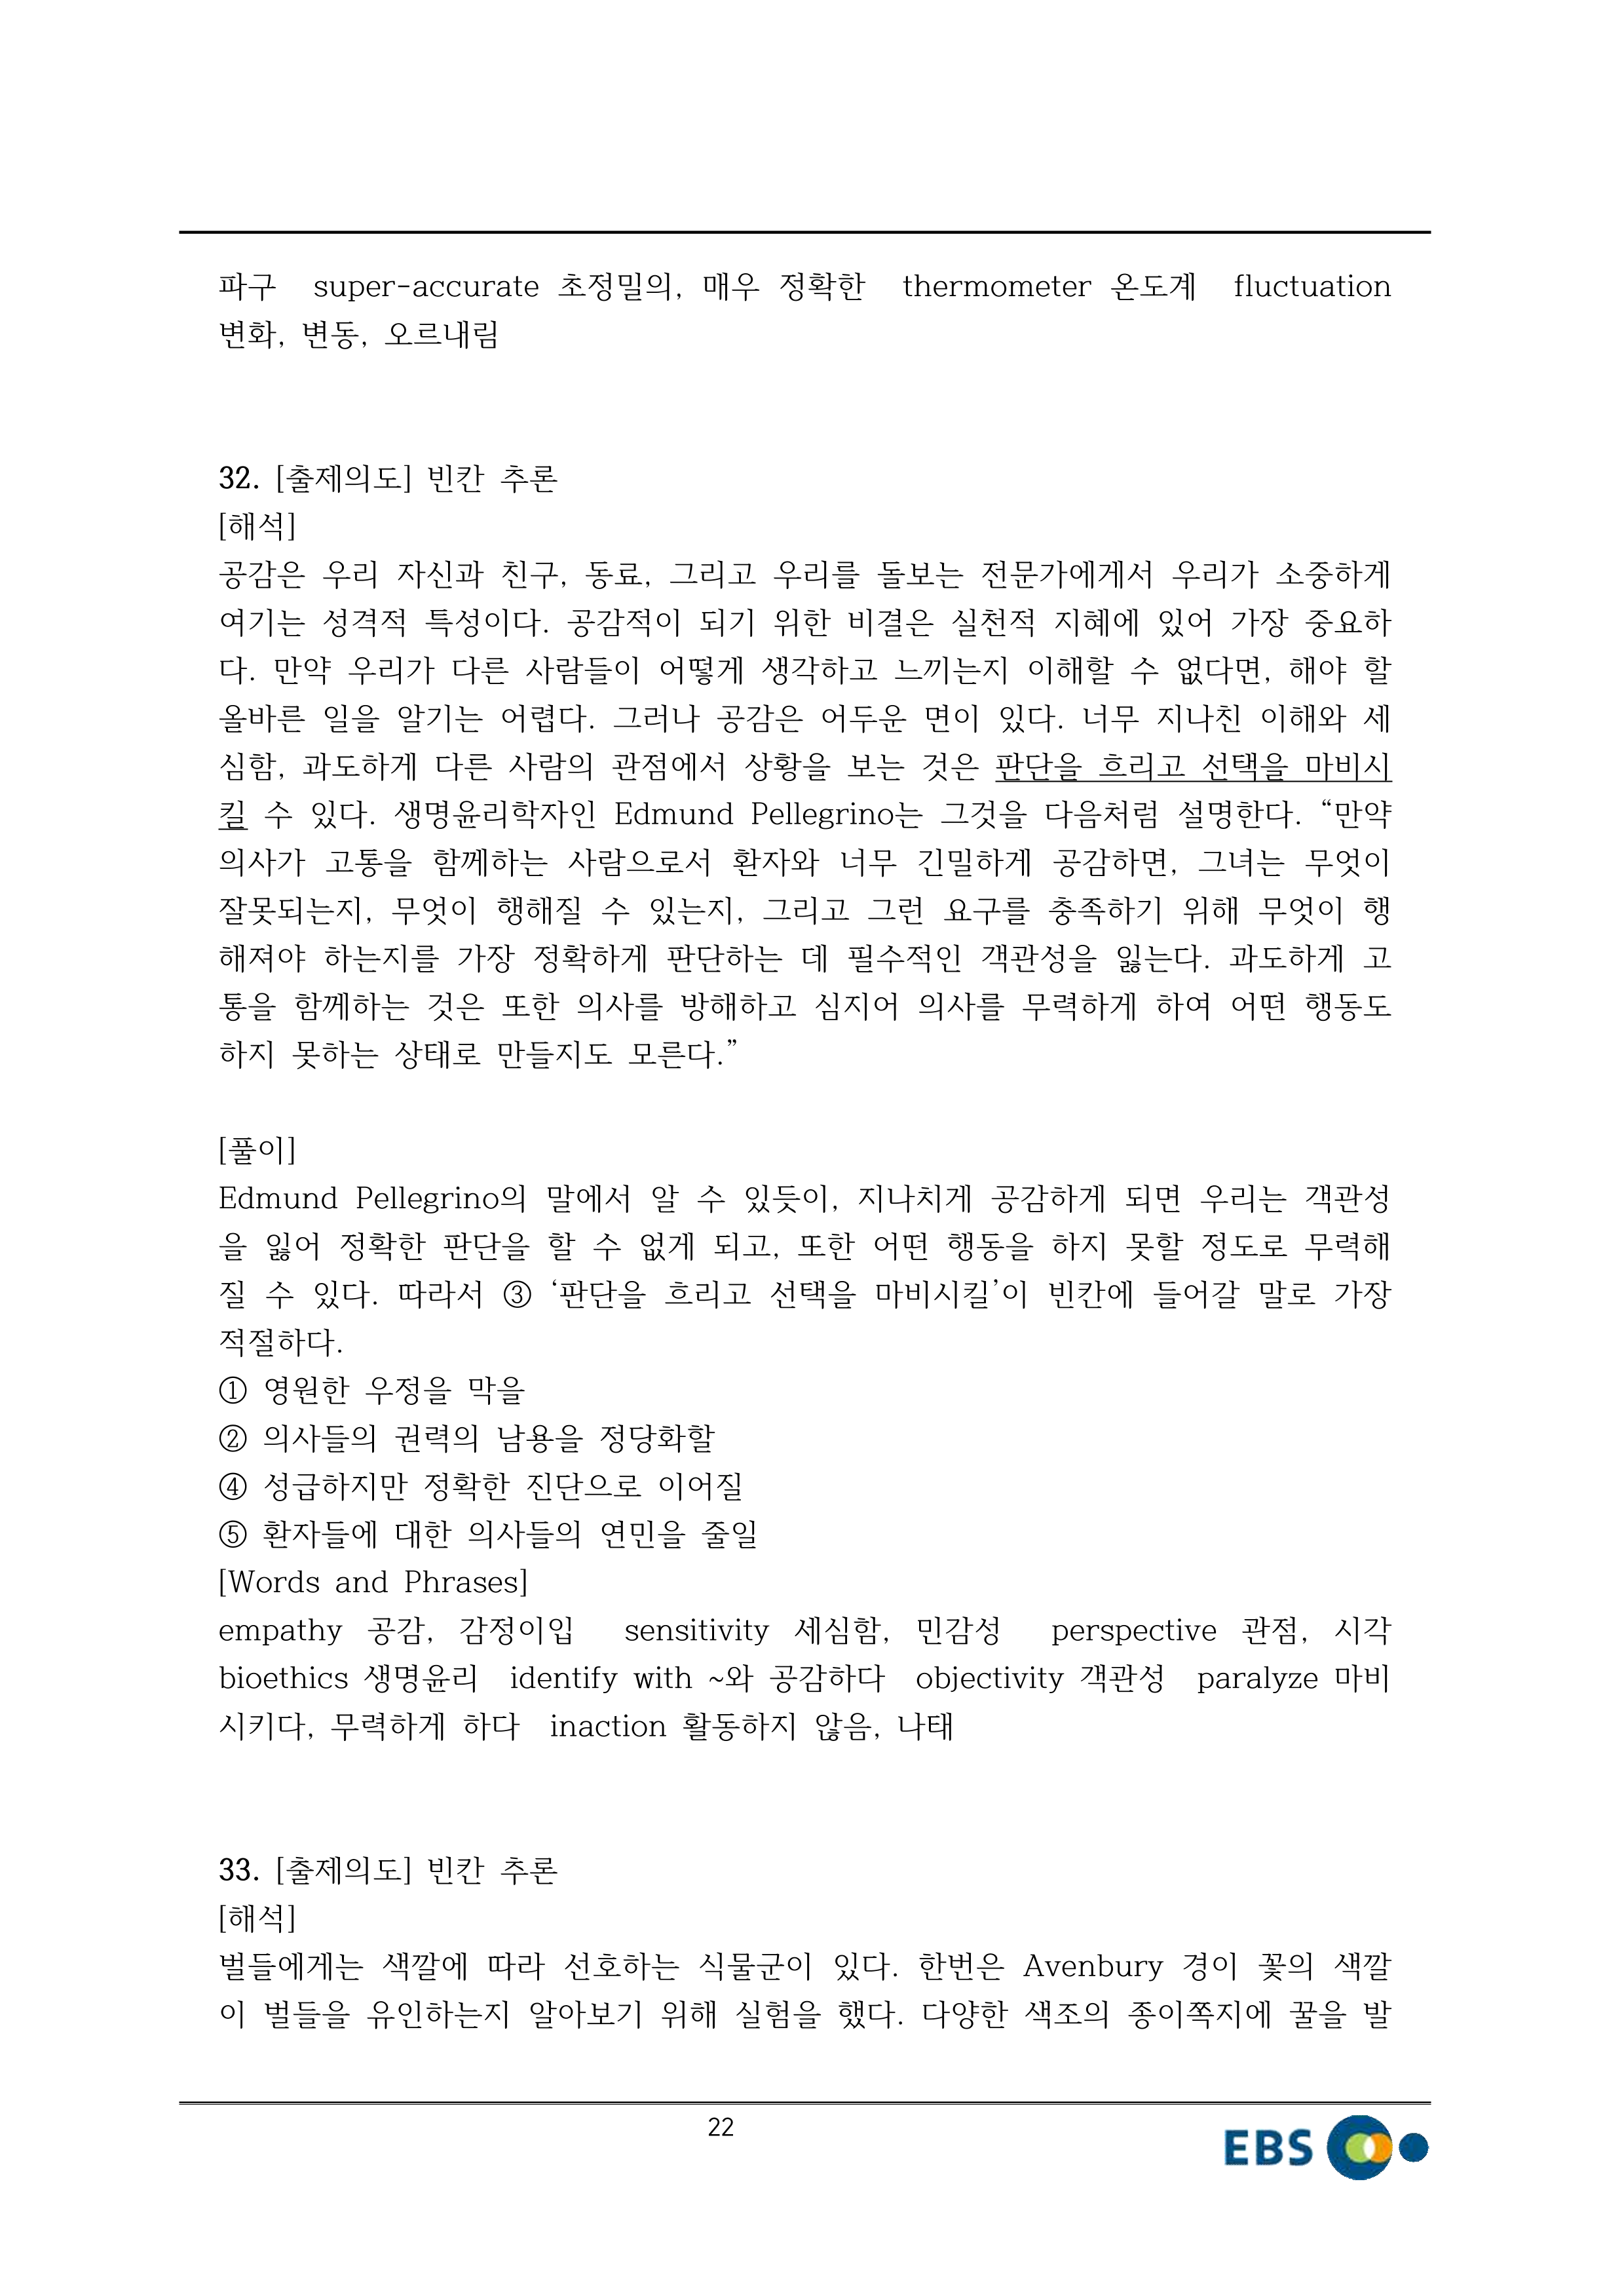 파구 super-accurate 초정밀의, 매우 정확한 thermometer 온도계 fluctuation
변화, 변동, 오르내림
32. [출제의도] 빈칸 추론
[해석]
공감은 우리 자신과 친구, 동료, 그리고 우리를 돌보는 전문가에게서 우리가 소중하게
여기는 성격적 특성이다. 공감적이 되기 위한 비결은 실천적 지혜에 있어 가장 중요하
다. 만약 우리가 다른 사람들이 어떻게 생각하고 느끼는지 이해할 수 없다면, 해야 할
올바른 일을 알기는 어렵다. 그러나 공감은 어두운 면이 있다. 너무 지나친 이해와 세
심함, 과도하게 다른 사람의 관점에서 상황을 보는 것은 판단을 흐리고 선택을 마비시
킬 수 있다. 생명윤리학자인 Edmund Pellegrino는 그것을 다음처럼 설명한다. “만약
의사가 고통을 함께하는 사람으로서 환자와 너무 긴밀하게 공감하면, 그녀는 무엇이
잘못되는지, 무엇이 행해질 수 있는지, 그리고 그런 요구를 충족하기 위해 무엇이 행
해져야 하는지를 가장 정확하게 판단하는 데 필수적인 객관성을 잃는다. 과도하게 고
통을 함께하는 것은 또한 의사를 방해하고 심지어 의사를 무력하게 하여 어떤 행동도
하지 못하는 상태로 만들지도 모른다.”
[풀이]
Edmund Pellegrino의 말에서 알 수 있듯이, 지나치게 공감하게 되면 우리는 객관성
을 잃어 정확한 판단을 할 수 없게 되고, 또한 어떤 행동을 하지 못할 정도로 무력해
질 수 있다. 따라서 ③ ‘판단을 흐리고 선택을 마비시킬’이 빈칸에 들어갈 말로 가장
적절하다.
① 영원한 우정을 막을
② 의사들의 권력의 남용을 정당화할
④ 성급하지만 정확한 진단으로 이어질
⑤ 환자들에 대한 의사들의 연민을 줄일
[Words and Phrases]
empathy 공감, 감정이입 sensitivity 세심함, 민감성 perspective 관점, 시각
bioethics 생명윤리 identify with ~와 공감하다 objectivity 객관성 paralyze 마비
시키다, 무력하게 하다 inaction 활동하지 않음, 나태
33. [출제의도] 빈칸 추론
[해석]
벌들에게는 색깔에 따라 선호하는 식물군이 있다. 한번은 Avenbury 경이 꽃의 색깔
이 벌들을 유인하는지 알아보기 위해 실험을 했다. 다양한 색조의 종이쪽지에 꿀을 발
22
EBS